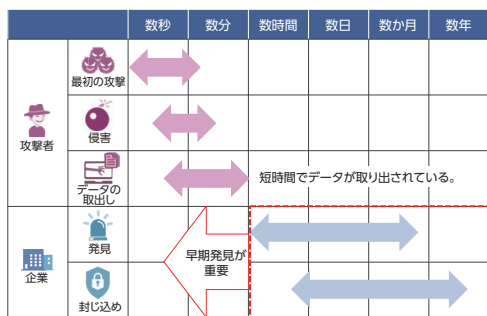 数秒 数分 数時間 数日 数か月 数年
最初の攻撃
侵害
攻撃者
データの
取出し
短時間でデータが取り出されている。
発見
早期発見が
重要
企業
封じ込め